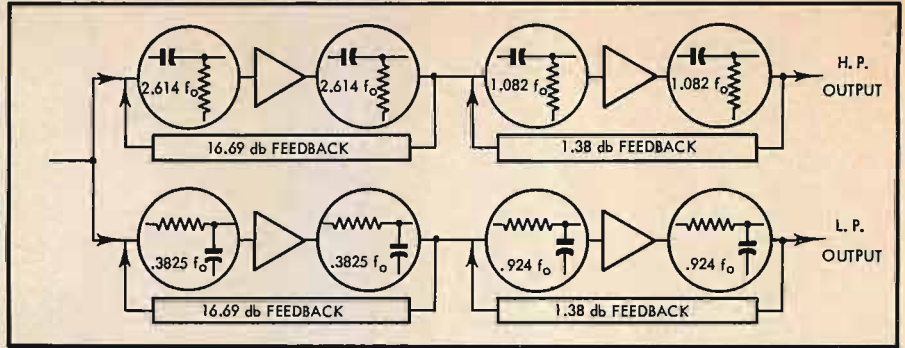 2.614 fo 2.614 fo 1.082 fo 1.082 fo
H. P.
OUTPUT
16.69 db FEEDBACK 1.38 db FEEDBACK
.3825 fo .3825 fo .924 fo .924 fo
L. P.
OUTPUT
16.69 db FEEDBACK 1.38 db FEEDBACK